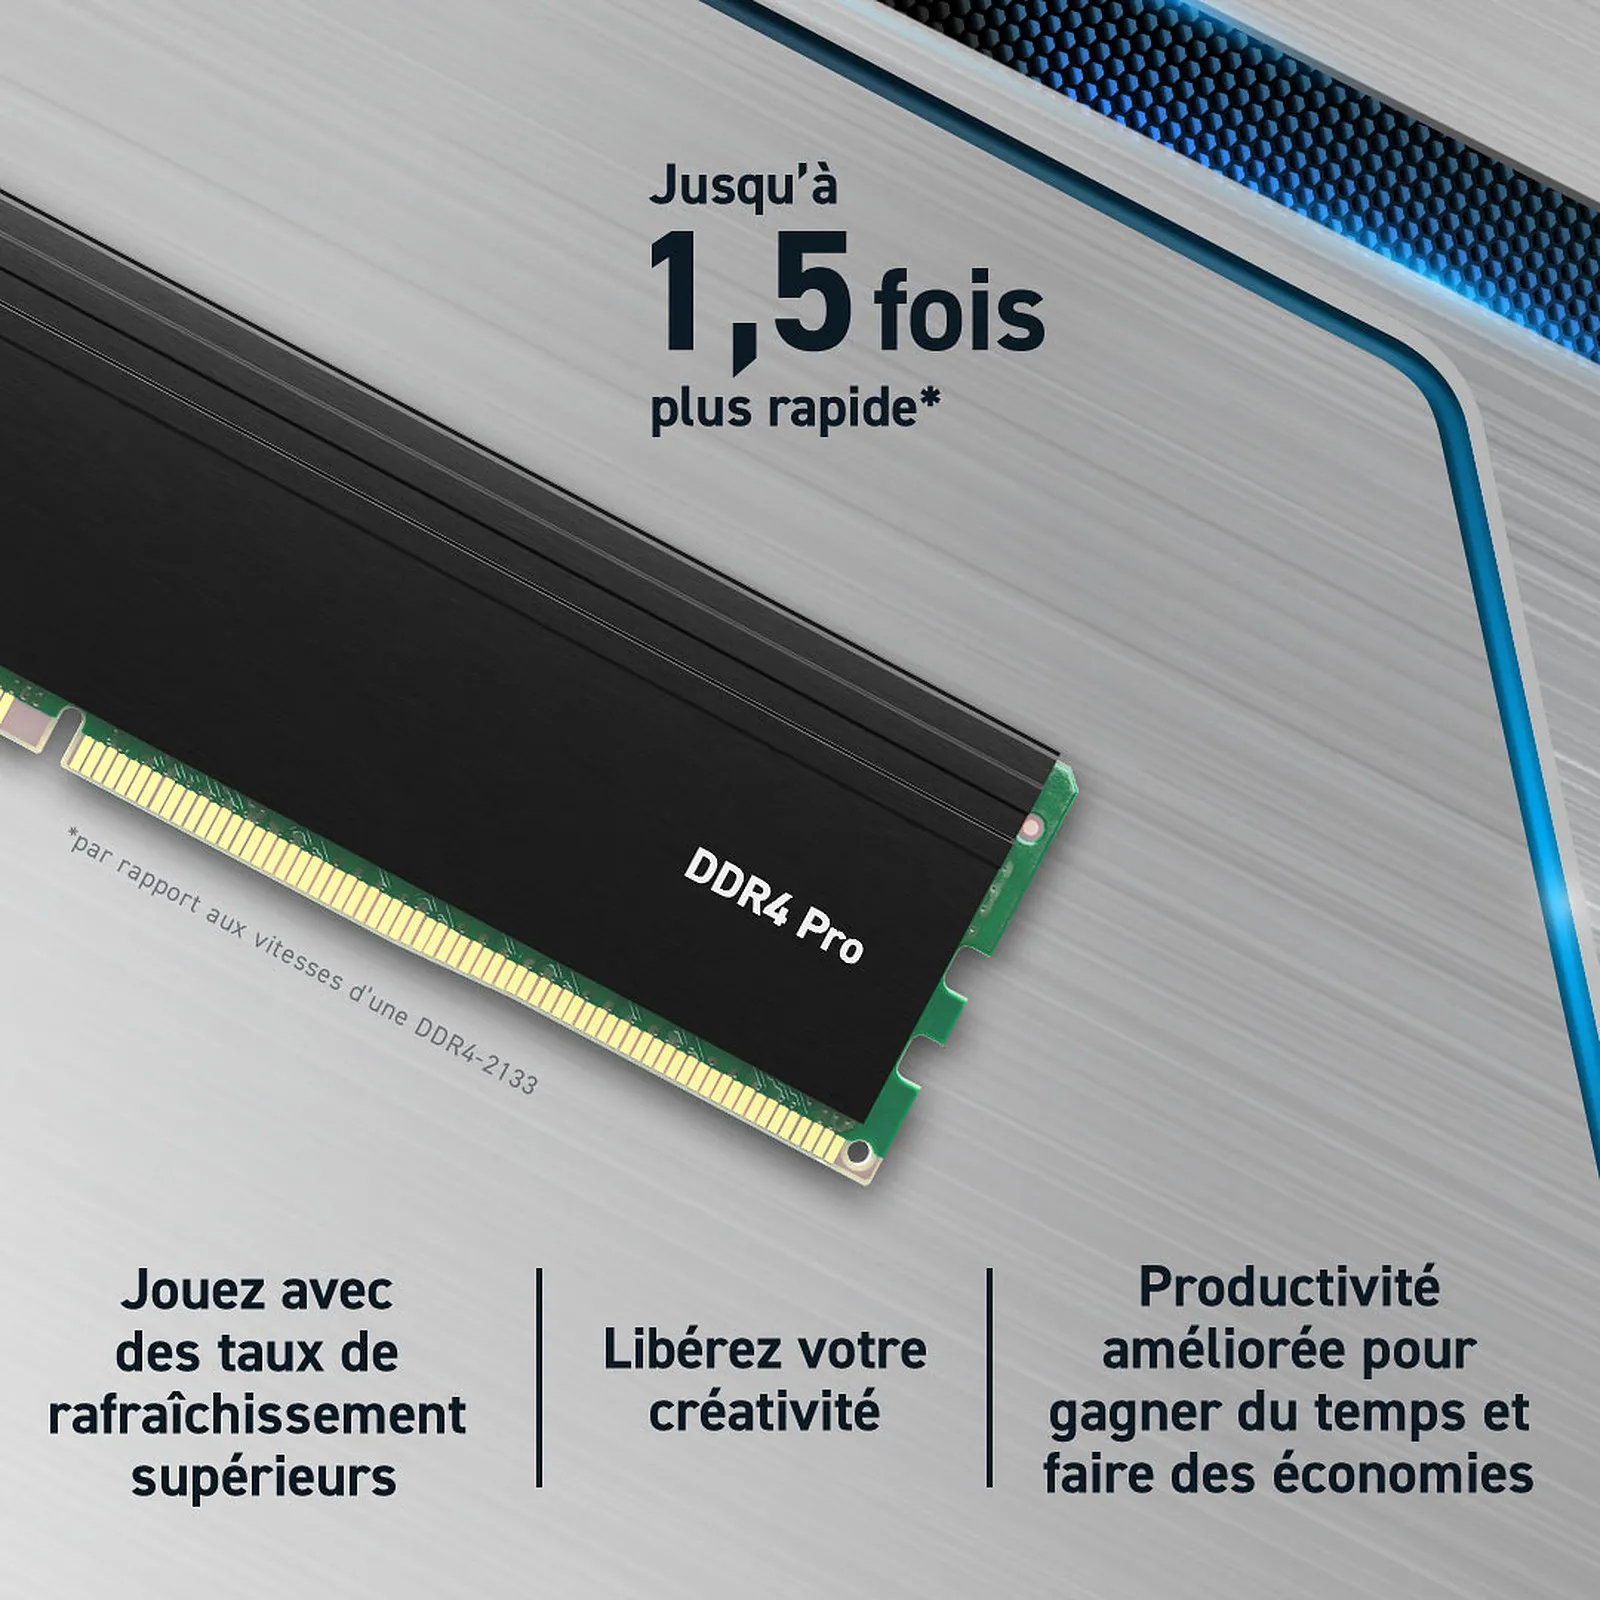 Jusqu'à
1,5 fois
plus rapide*
DDR4 Pro
*par rapport aux vitesses d'une DDR4-2133
Jouez avec
des taux de
rafraîchissement
supérieurs
Libérez votre
créativité
Productivité
améliorée pour
gagner du temps et
faire des économies